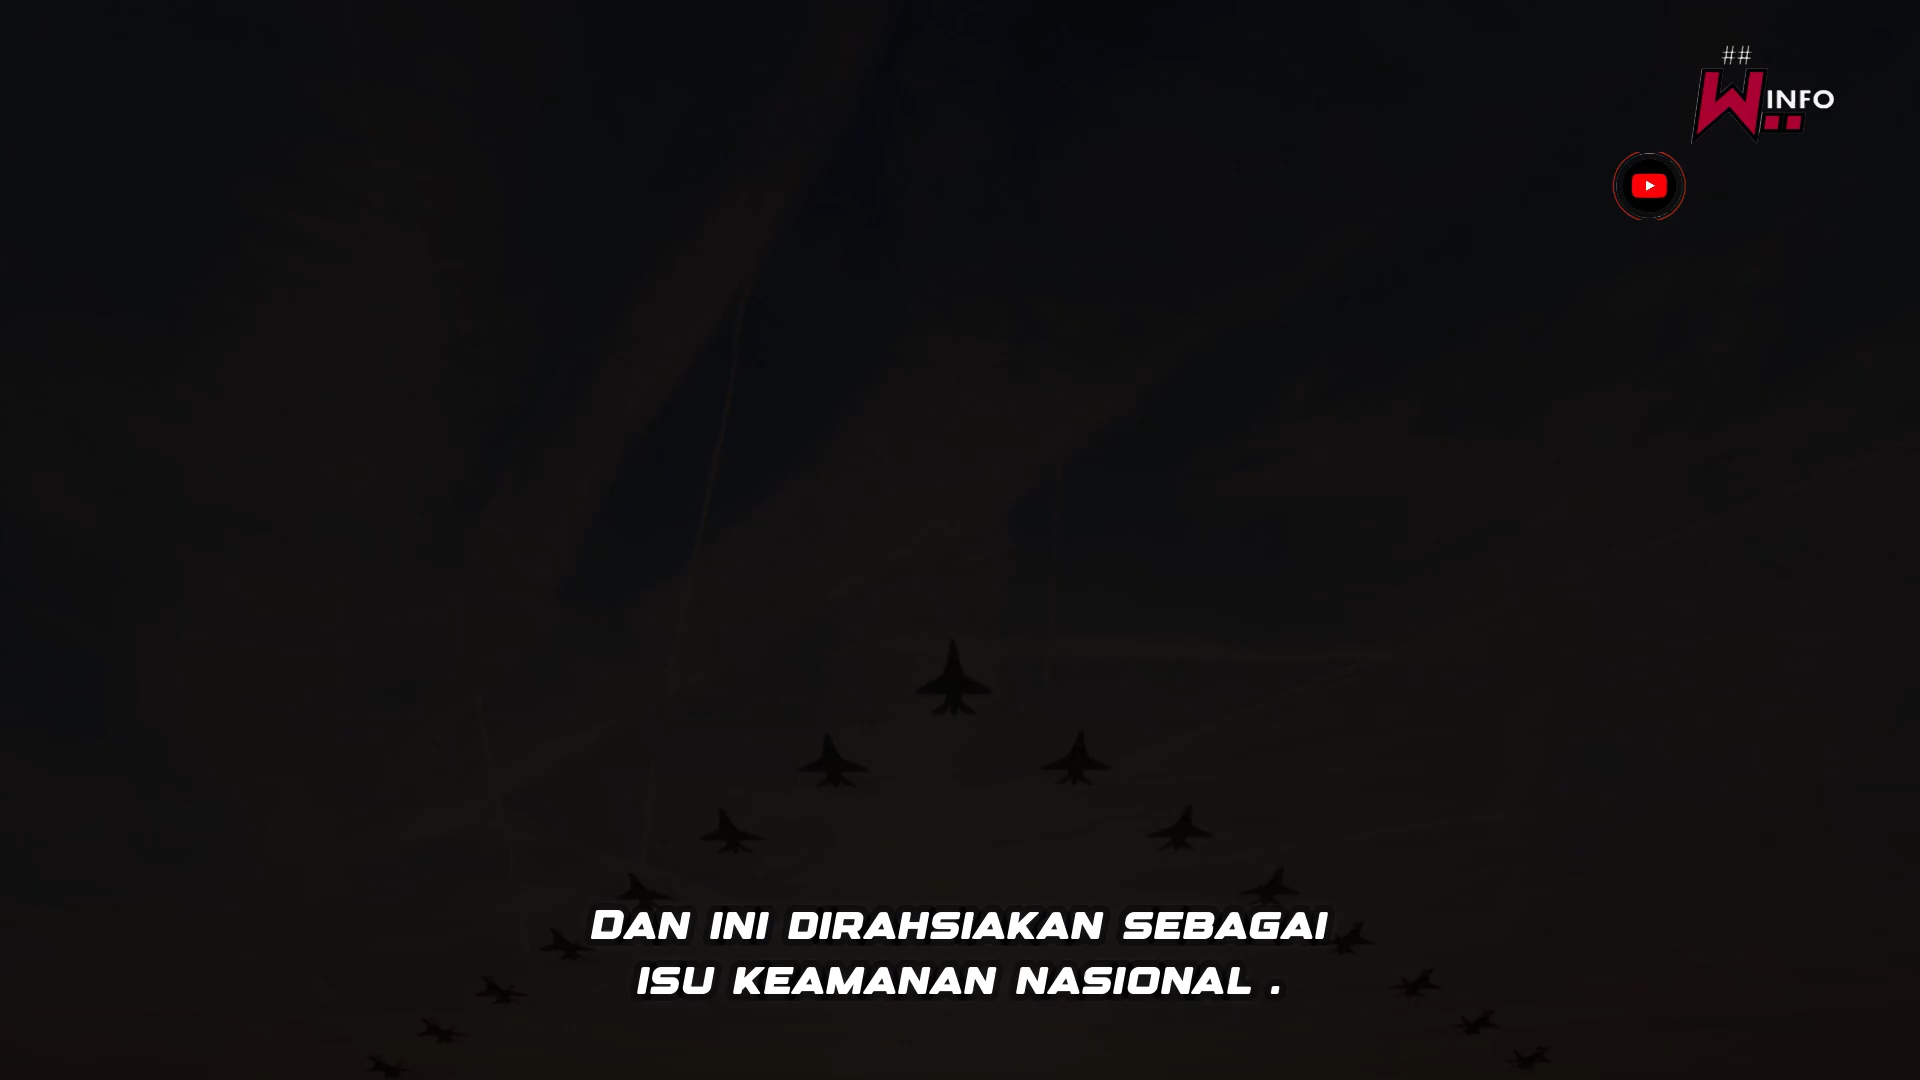 ##
W INFO
DAN INI DIRAHSIAKAN SEBAGAI
ISU KEAMANAN NASIONAL .